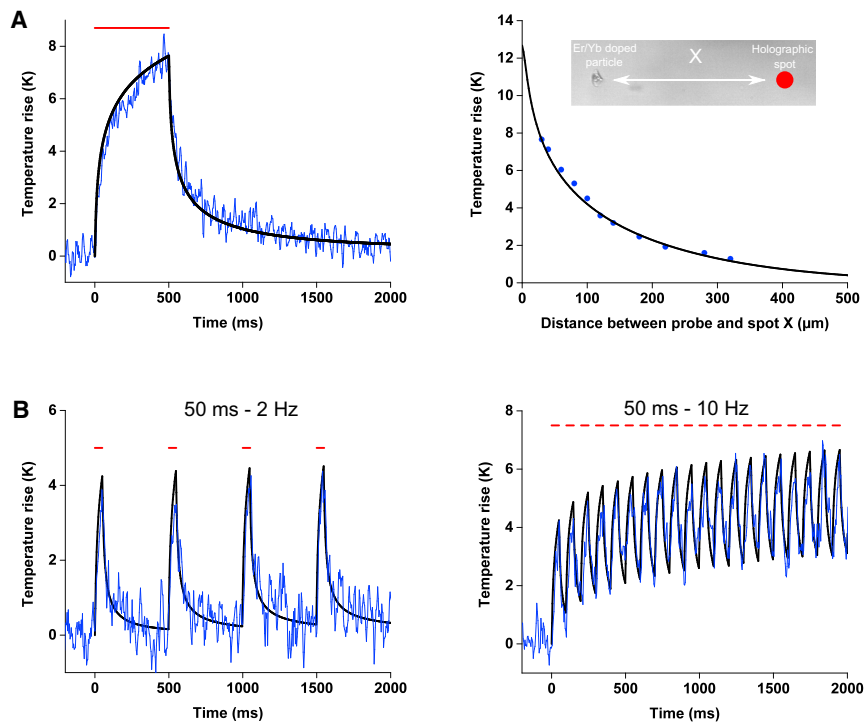 A
8
6
4
2
0
Temperature rise (K)
0
500
1000
1500
2000
Time (ms)
14
12
10
8
6
4
2
0
Temperature rise (K)
Er/Yb doped
particle
X
Holographic
spot
0
100
200
300
400
500
Distance between probe and spot X (µm)
B
50 ms - 2 Hz
6
4
2
0
Temperature rise (K)
0
500
1000
1500
2000
Time (ms)
50 ms - 10 Hz
8
6
4
2
0
Temperature rise (K)
0
500
1000
1500
2000
Time (ms)